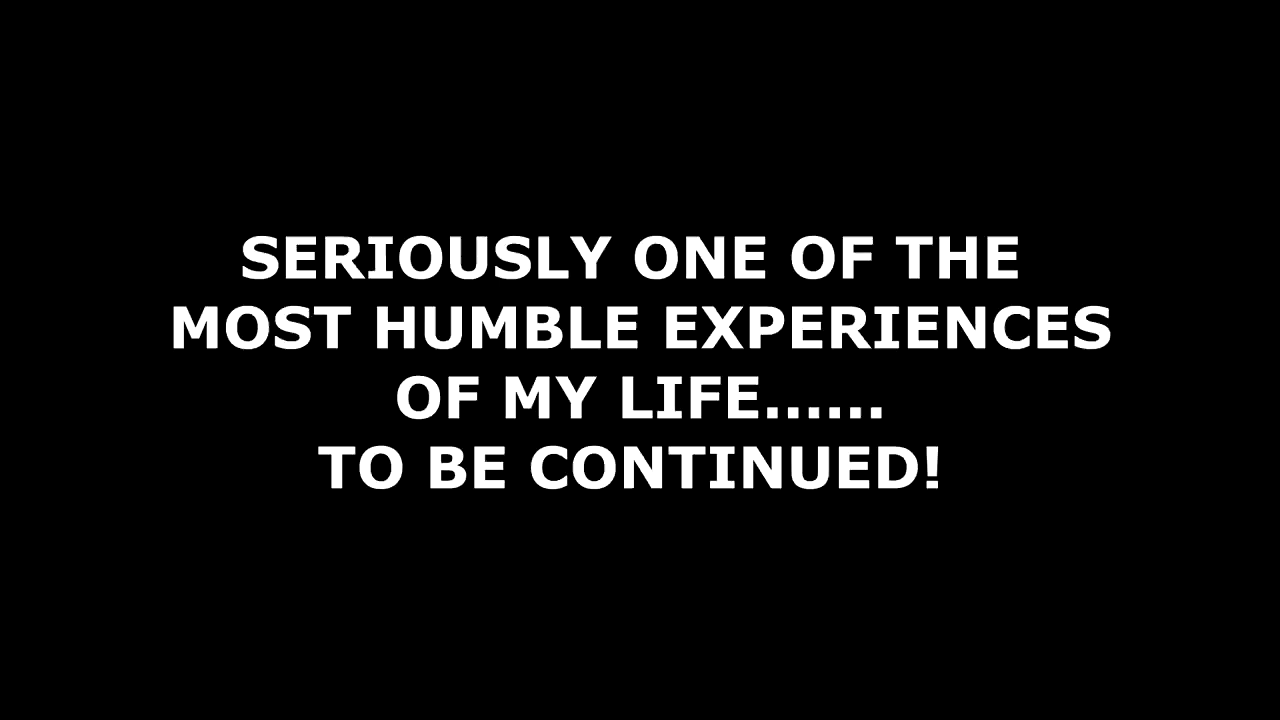 SERIOUSLY ONE OF THE
MOST HUMBLE EXPERIENCES
OF MY LIFE......
TO BE CONTINUED!